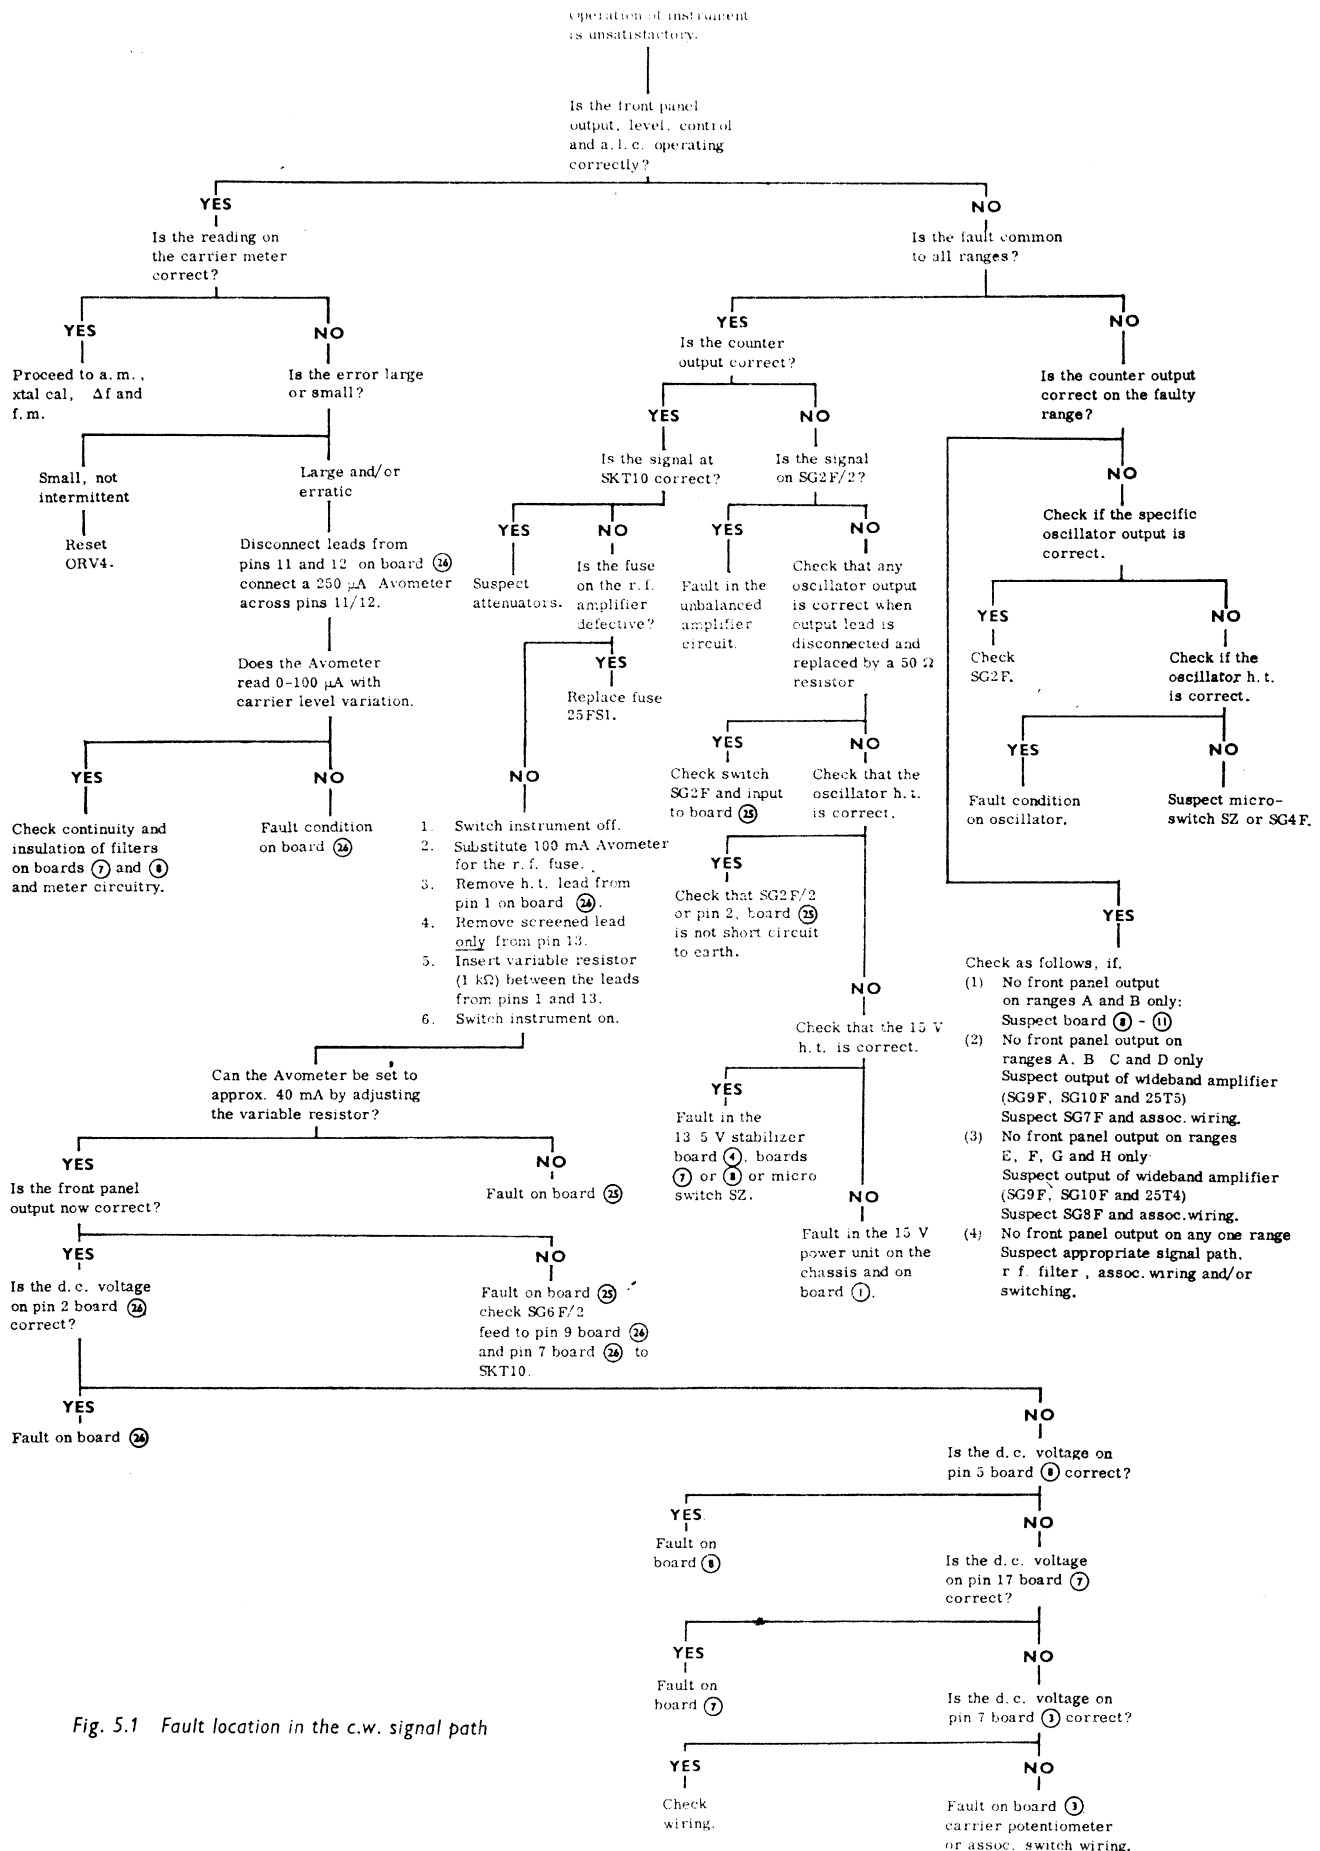 Operation of instrument
is unsatisfactory.
Is the front panel
output, level, control
and a.l.c. operating
correctly?
YES
NO
Is the reading on
the carrier meter
correct?
Is the fault common
to all ranges?
YES
NO
YES
NO
Proceed to a.m.,
xtal cal, Δf and
f.m.
Is the error large
or small?
Is the counter
output correct?
Is the counter output
correct on the faulty
range?
YES
NO
Small, not
intermittent
Large and/or
erratic
Is the signal at
SKT10 correct?
Is the signal
on SG2F/2?
NO
Reset
ORV4.
Disconnect leads from
pins 11 and 12 on board 26
connect a 250 µA Avometer
across pins 11/12.
YES
NO
YES
NO
Check if the specific
oscillator output is
correct.
Suspect
attenuators.
Is the fuse
on the r.f.
amplifier
defective?
Fault in the
unbalanced
amplifier
circuit.
Check that any
oscillator output
is correct when
output lead is
disconnected and
replaced by a 50 Ω
resistor
YES
NO
Check
SG2F.
Check if the
oscillator h.t.
is correct.
Does the Avometer
read 0-100 µA with
carrier level variation.
YES
Replace fuse
25FS1.
YES
NO
NO
YES
NO
YES
NO
Check continuity and
insulation of filters
on boards 7 and 8
and meter circuitry.
Fault condition
on board 26
Check switch
SG2F and input
to board 25
Check that the
oscillator h.t.
is correct.
Fault condition
on oscillator.
Suspect micro-
switch SZ or SG4F.
1. Switch instrument off.
2. Substitute 100 mA Avometer
for the r.f. fuse.
3. Remove h.t. lead from
pin 1 on board 26.
4. Remove screened lead
only from pin 13.
5. Insert variable resistor
(1 kΩ) between the leads
from pins 1 and 13.
6. Switch instrument on.
YES
Check that SG2F/2
or pin 2, board 25
is not short circuit
to earth.
YES
NO
Check that the 15 V
h.t. is correct.
Check as follows, if.
(1) No front panel output
on ranges A and B only:
Suspect board 8 - 11
(2) No front panel output on
ranges A, B C and D only
Suspect output of wideband amplifier
(SG9F, SG10F and 25T5)
Suspect SG7F and assoc. wiring.
(3) No front panel output on ranges
E, F, G and H only
Suspect output of wideband amplifier
(SG9F, SG10F and 25T4)
Suspect SG8F and assoc.wiring.
(4) No front panel output on any one range
Suspect appropriate signal path,
r f. filter , assoc. wiring and/or
switching.
Can the Avometer be set to
approx. 40 mA by adjusting
the variable resistor?
YES
Fault in the
13 5 V stabilizer
board 4, boards
7 or 8 or micro
switch SZ.
NO
Fault in the 15 V
power unit on the
chassis and on
board 1.
YES
NO
Is the front panel
output now correct?
Fault on board 25
YES
NO
Is the d.c. voltage
on pin 2 board 26
correct?
Fault on board 25
check SG6F/2
feed to pin 9 board 26
and pin 7 board 26 to
SKT10.
YES
NO
Fault on board 26
Is the d.c. voltage on
pin 5 board 8 correct?
YES
NO
Fault on
board 8
Is the d.c. voltage
on pin 17 board 7
correct?
YES
NO
Fault on
board 7
Is the d.c. voltage on
pin 7 board 3 correct?
YES
NO
Check
wiring.
Fault on board 3
carrier potentiometer
or assoc. switch wiring.
Fig. 5.1 Fault location in the c.w. signal path